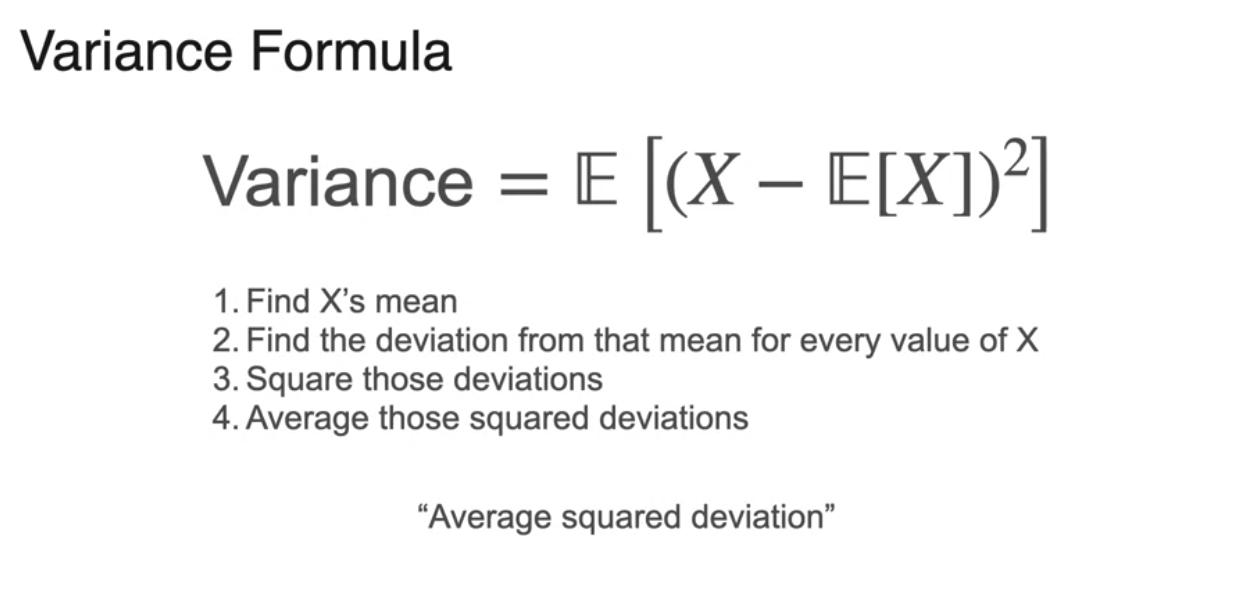 Variance Formula
Variance = 𝔼 [(X − 𝔼[X])²]
1. Find X’s mean
2. Find the deviation from that mean for every value of X
3. Square those deviations
4. Average those squared deviations
“Average squared deviation”